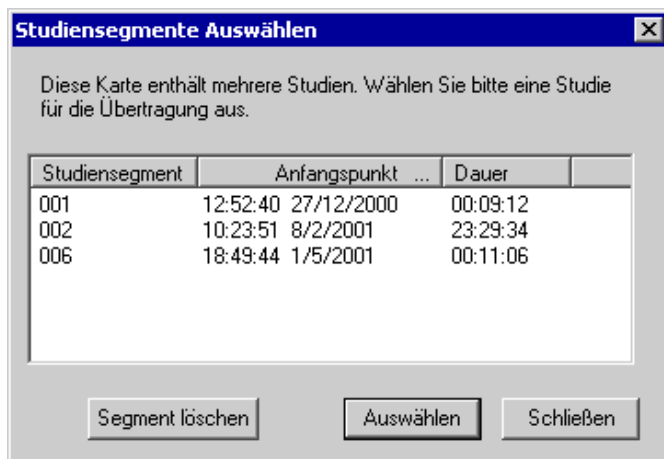 Studiensegmente Auswählen
Diese Karte enthält mehrere Studien. Wählen Sie bitte eine Studie
für die Übertragung aus.
Studiensegment Anfangspunkt ... Dauer
001 12:52:40 27/12/2000 00:09:12
002 10:23:51 8/2/2001 23:29:34
006 18:49:44 1/5/2001 00:11:06
Segment löschen Auswählen Schließen